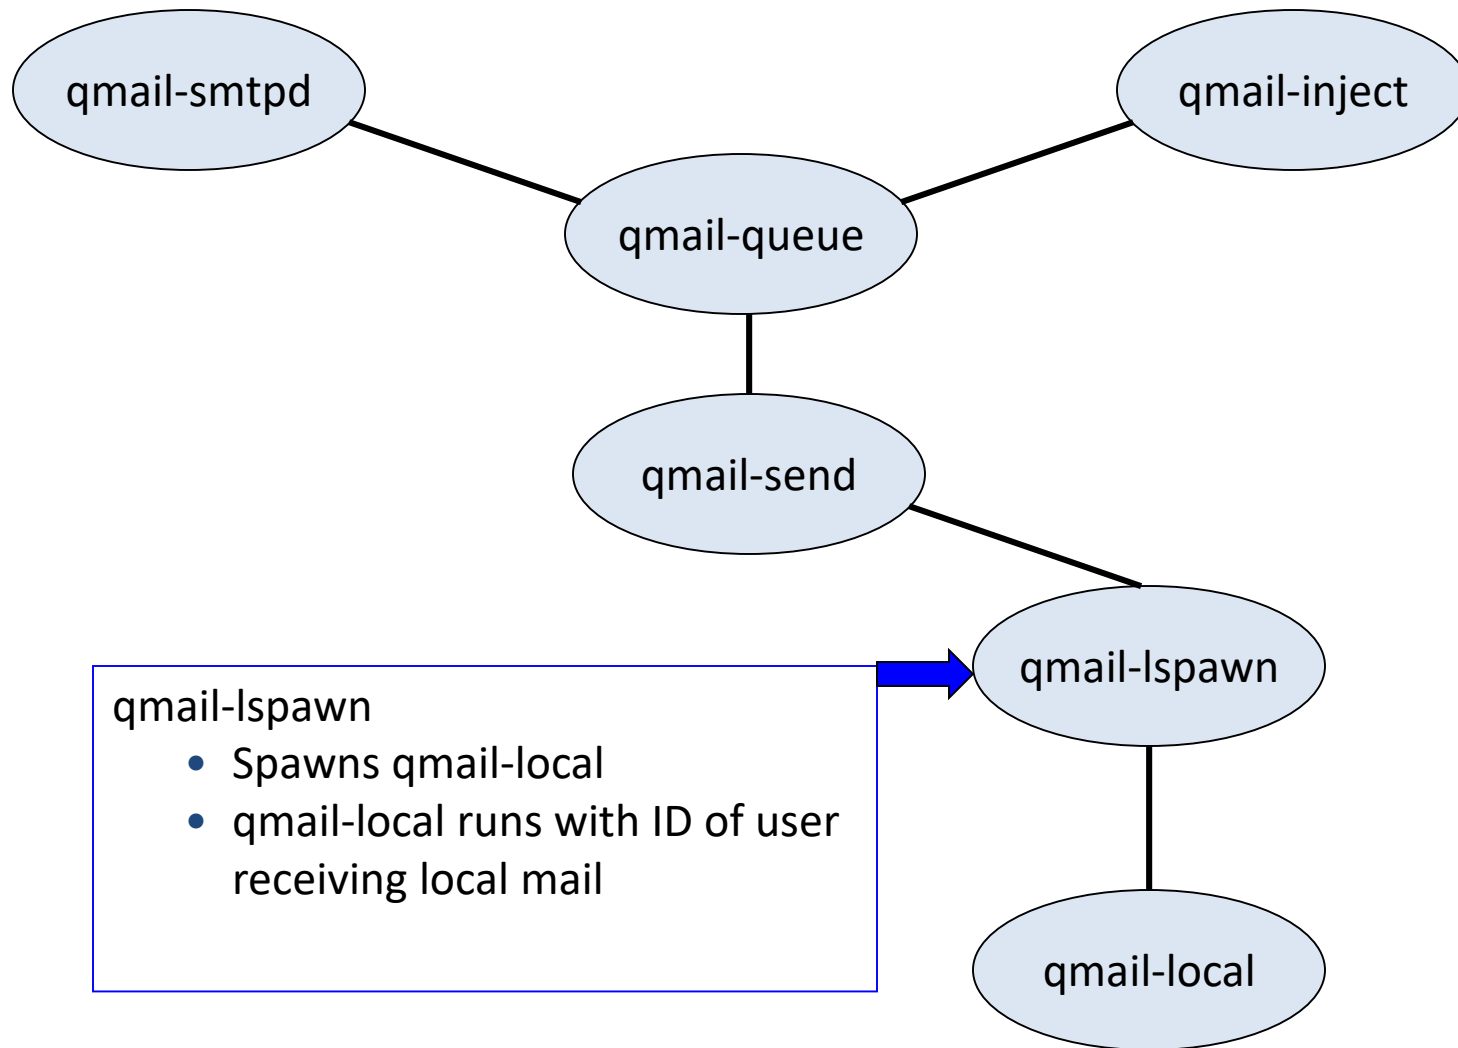 qmail-smtpd
qmail-inject
qmail-queue
qmail-send
qmail-lspawn
qmail-lspawn
• Spawns qmail-local
• qmail-local runs with ID of user
receiving local mail
qmail-local